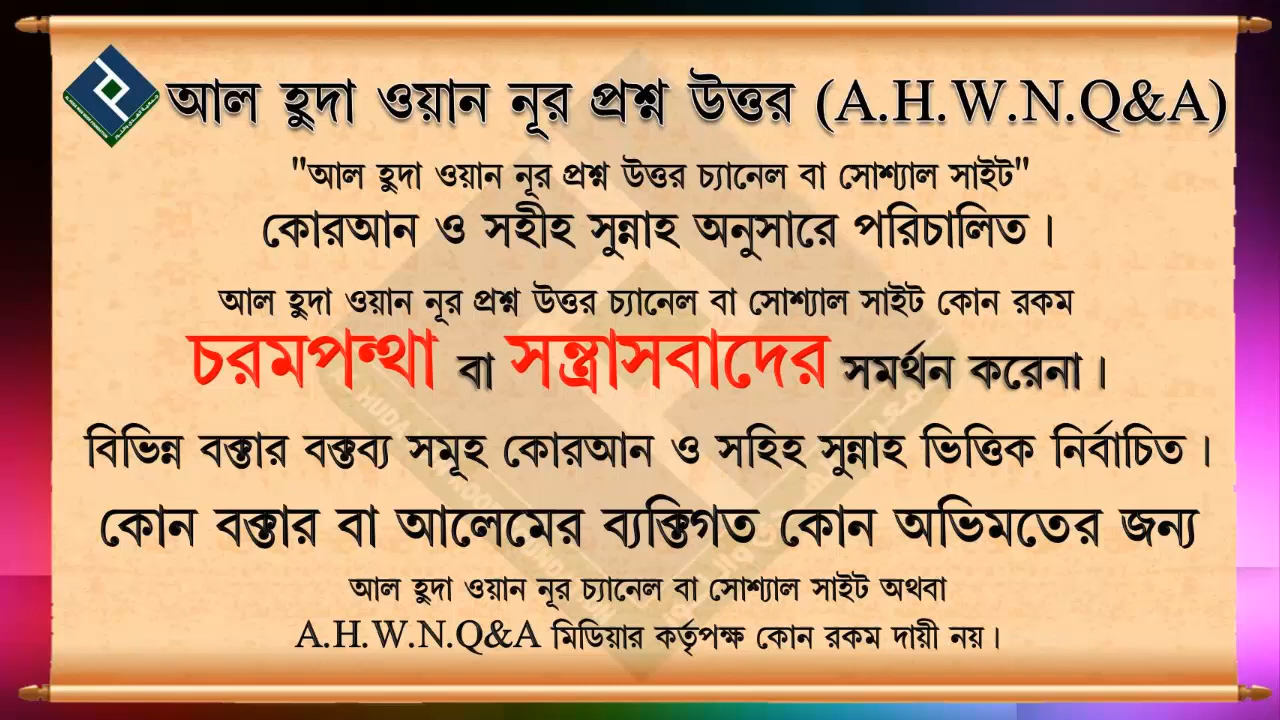 আল হুদা ওয়ান নূর প্রশ্ন উত্তর (A.H.W.N.Q&A)
"আল হুদা ওয়ান নূর প্রশ্ন উত্তর চ্যানেল বা সোশ্যাল সাইট"
কোরআন ও সহীহ সুন্নাহ অনুসারে পরিচালিত ।
আল হুদা ওয়ান নূর প্রশ্ন উত্তর চ্যানেল বা সোশ্যাল সাইট কোন রকম
চরমপন্থা বা সন্ত্রাসবাদের সমর্থন করেনা ।
বিভিন্ন বক্তার বক্তব্য সমূহ কোরআন ও সহিহ সুন্নাহ ভিত্তিক নির্বাচিত ।
কোন বক্তার বা আলেমের ব্যক্তিগত কোন অভিমতের জন্য
আল হুদা ওয়ান নূর চ্যানেল বা সোশ্যাল সাইট অথবা
A.H.W.N.Q&A মিডিয়ার কর্তৃপক্ষ কোন রকম দায়ী নয়।